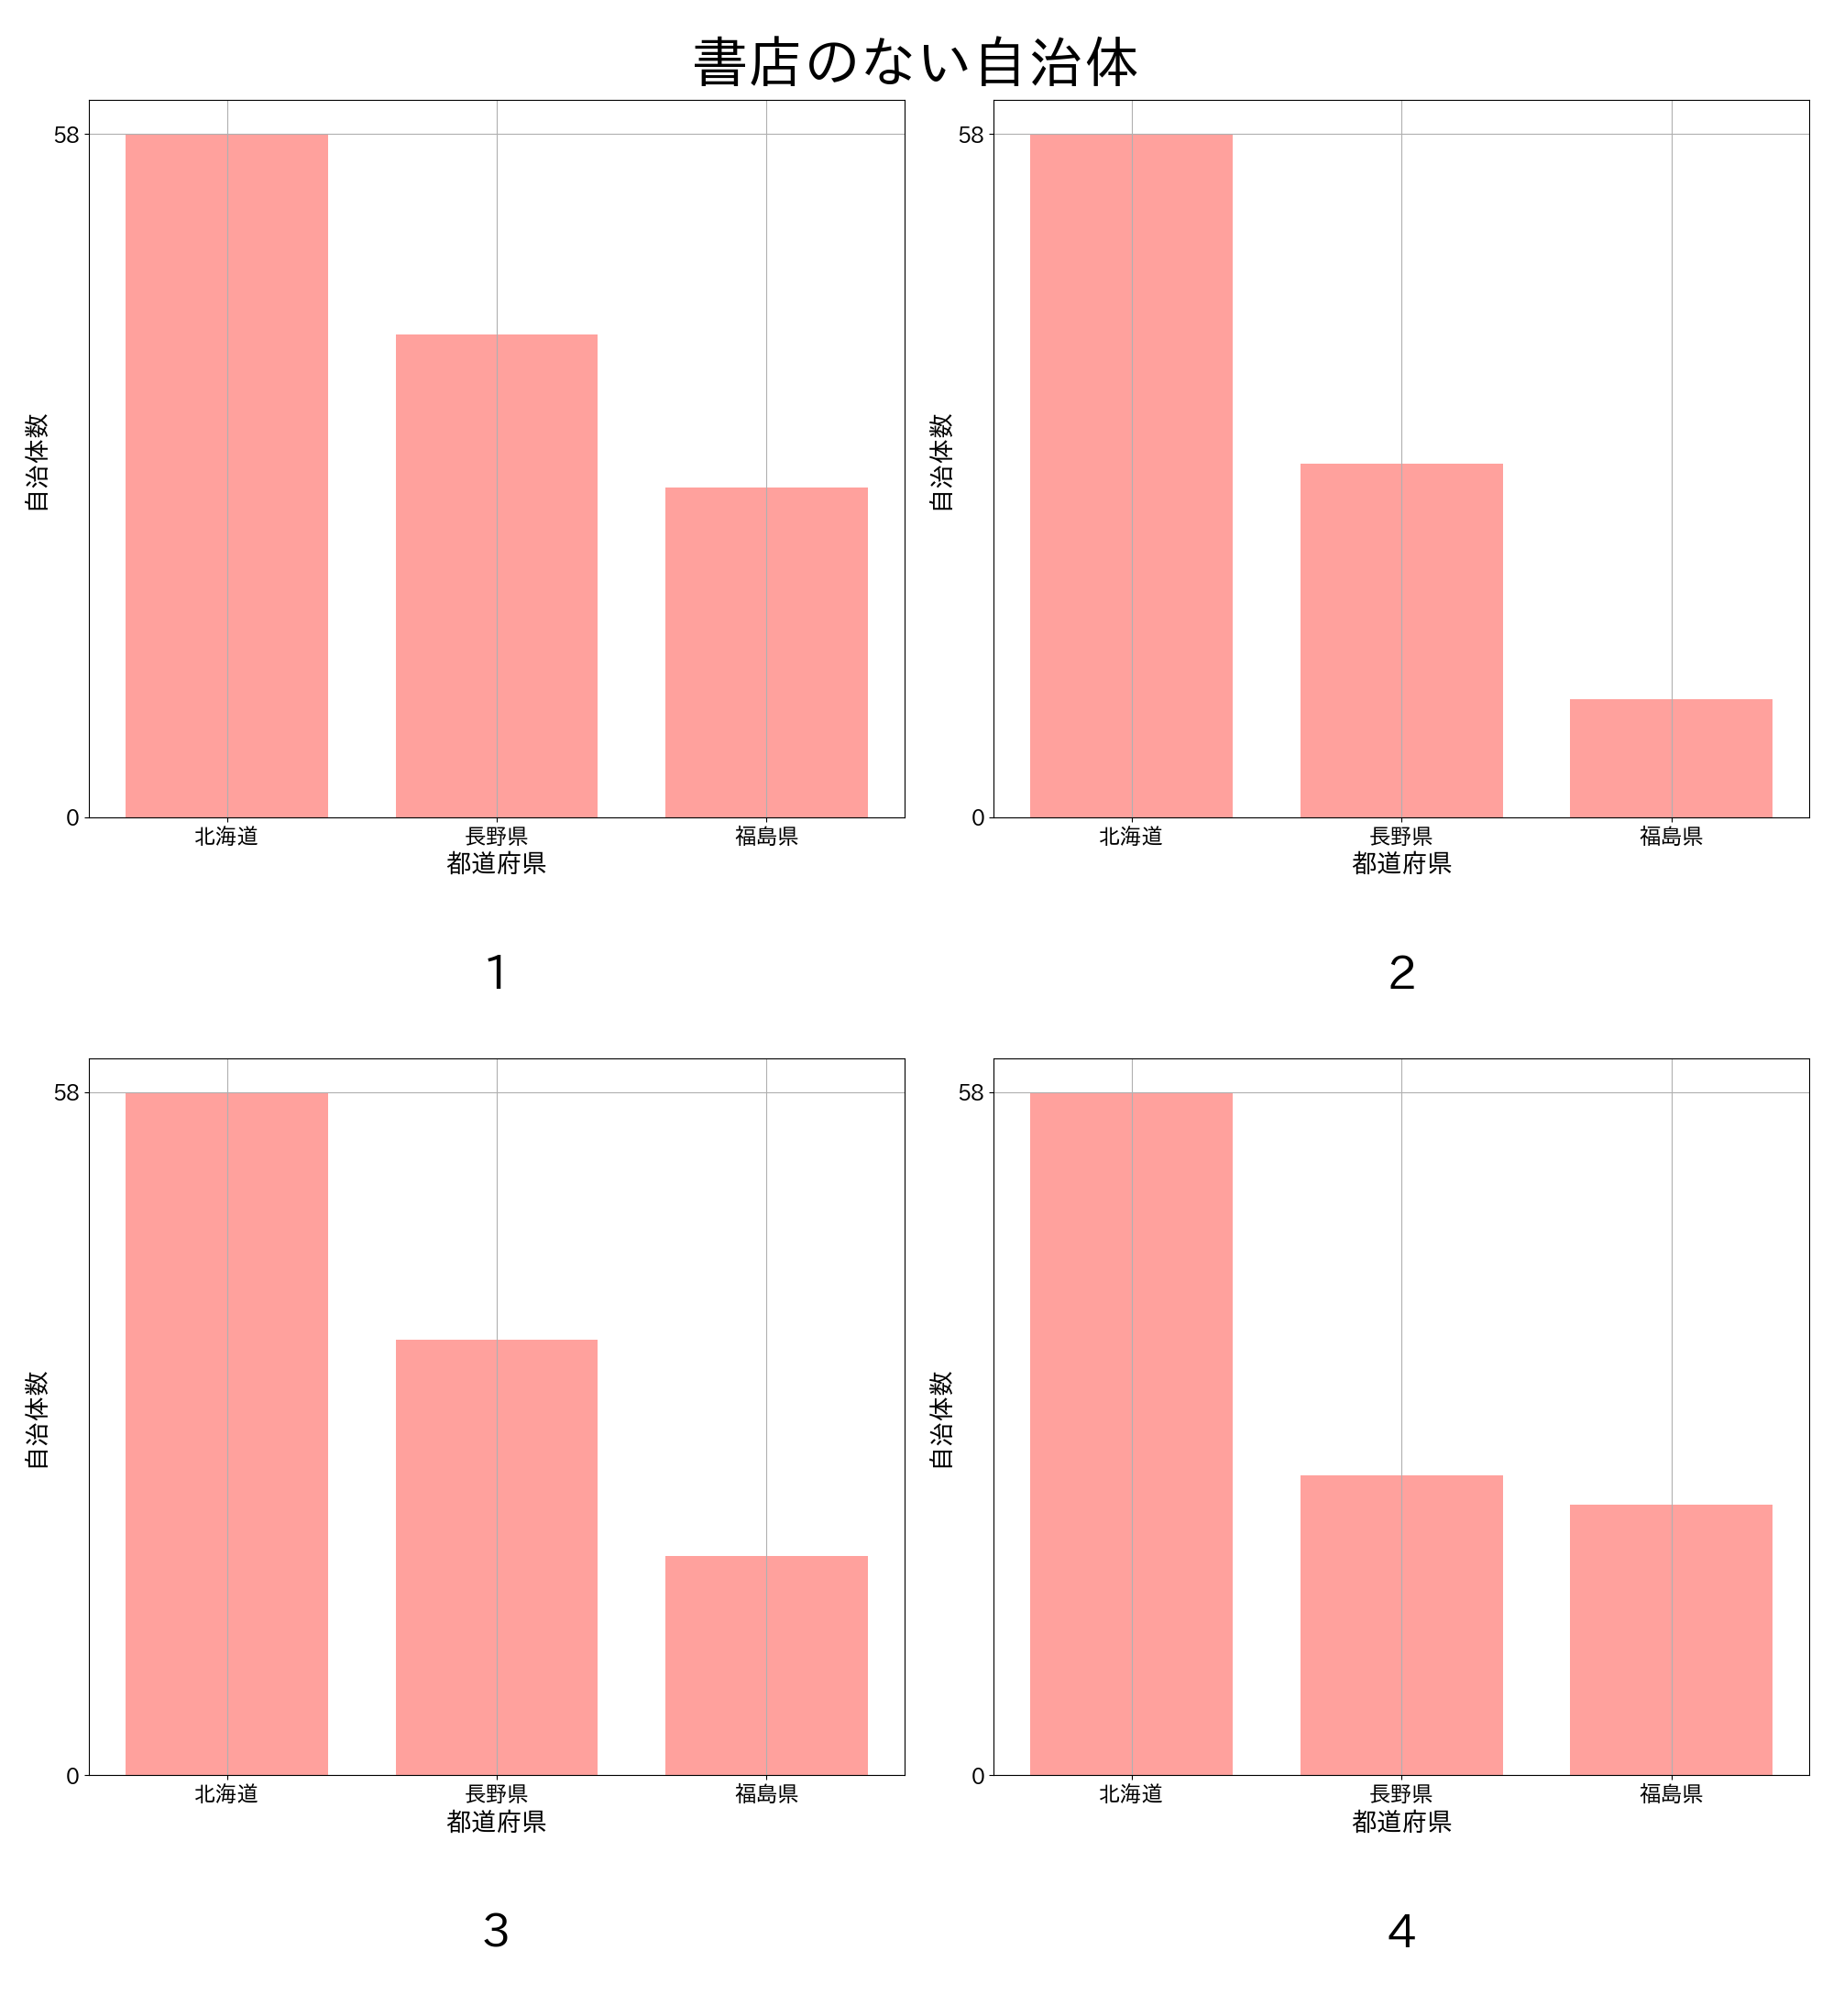 書店のない自治体
58
0
自治体数
北海道 長野県 福島県
都道府県
1
58
0
自治体数
北海道 長野県 福島県
都道府県
2
58
0
自治体数
北海道 長野県 福島県
都道府県
3
58
0
自治体数
北海道 長野県 福島県
都道府県
4